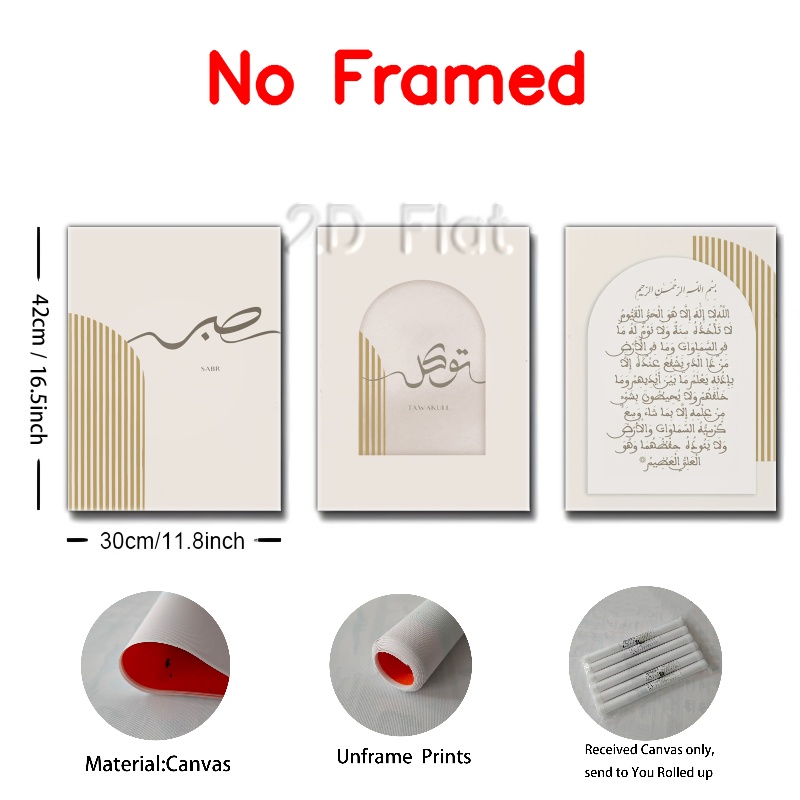 No Framed
2D Flat
42cm / 16.5inch
صبر
SABR
توكل
TAWAKULL
بسم الله الرحمن الرحيم
الله لا إله إلا هو الحي القيوم
لا تأخذه سنة ولا نوم له ما
في السماوات وما في الأرض
من ذا الذي يشفع عنده إلا
بإذنه يعلم ما بين أيديهم وما
خلفهم ولا يحيطون بشيء
من علمه إلا بما شاء وسع
كرسيه السماوات والأرض
ولا يئوده حفظهما وهو
العلي العظيم
30cm/11.8inch
Material:Canvas
Unframe Prints
Received Canvas only,
send to You Rolled up